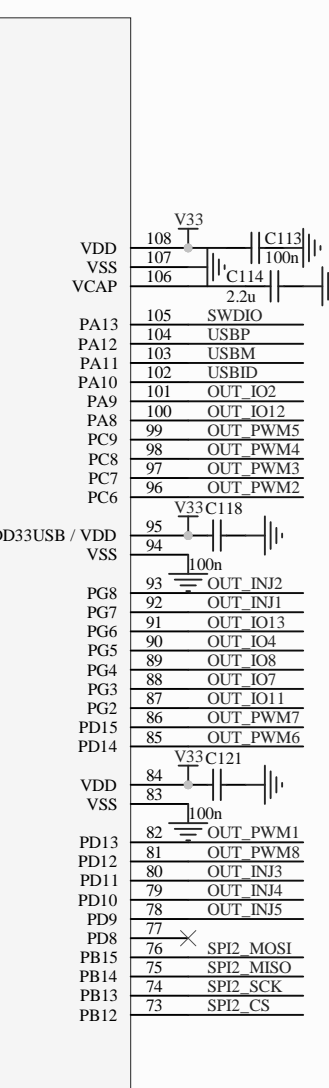 V33
VDD 108 C113
VSS 107 100n
VCAP 106 C114
2.2u
PA13 105 SWDIO
PA12 104 USBP
PA11 103 USBM
PA10 102 USBID
PA9 101 OUT_IO2
PA8 100 OUT_IO12
PC9 99 OUT_PWM5
PC8 98 OUT_PWM4
PC7 97 OUT_PWM3
PC6 96 OUT_PWM2
V33 C118
DD33USB / VDD 95
VSS 94
100n
PG8 93 OUT_INJ2
PG7 92 OUT_INJ1
PG6 91 OUT_IO13
PG5 90 OUT_IO4
PG4 89 OUT_IO8
PG3 88 OUT_IO7
PG2 87 OUT_IO11
PD15 86 OUT_PWM7
PD14 85 OUT_PWM6
V33 C121
VDD 84
VSS 83
100n
PD13 82 OUT_PWM1
PD12 81 OUT_PWM8
PD11 80 OUT_INJ3
PD10 79 OUT_INJ4
PD9 78 OUT_INJ5
PD8 77
PB15 76 SPI2_MOSI
PB14 75 SPI2_MISO
PB13 74 SPI2_SCK
PB12 73 SPI2_CS